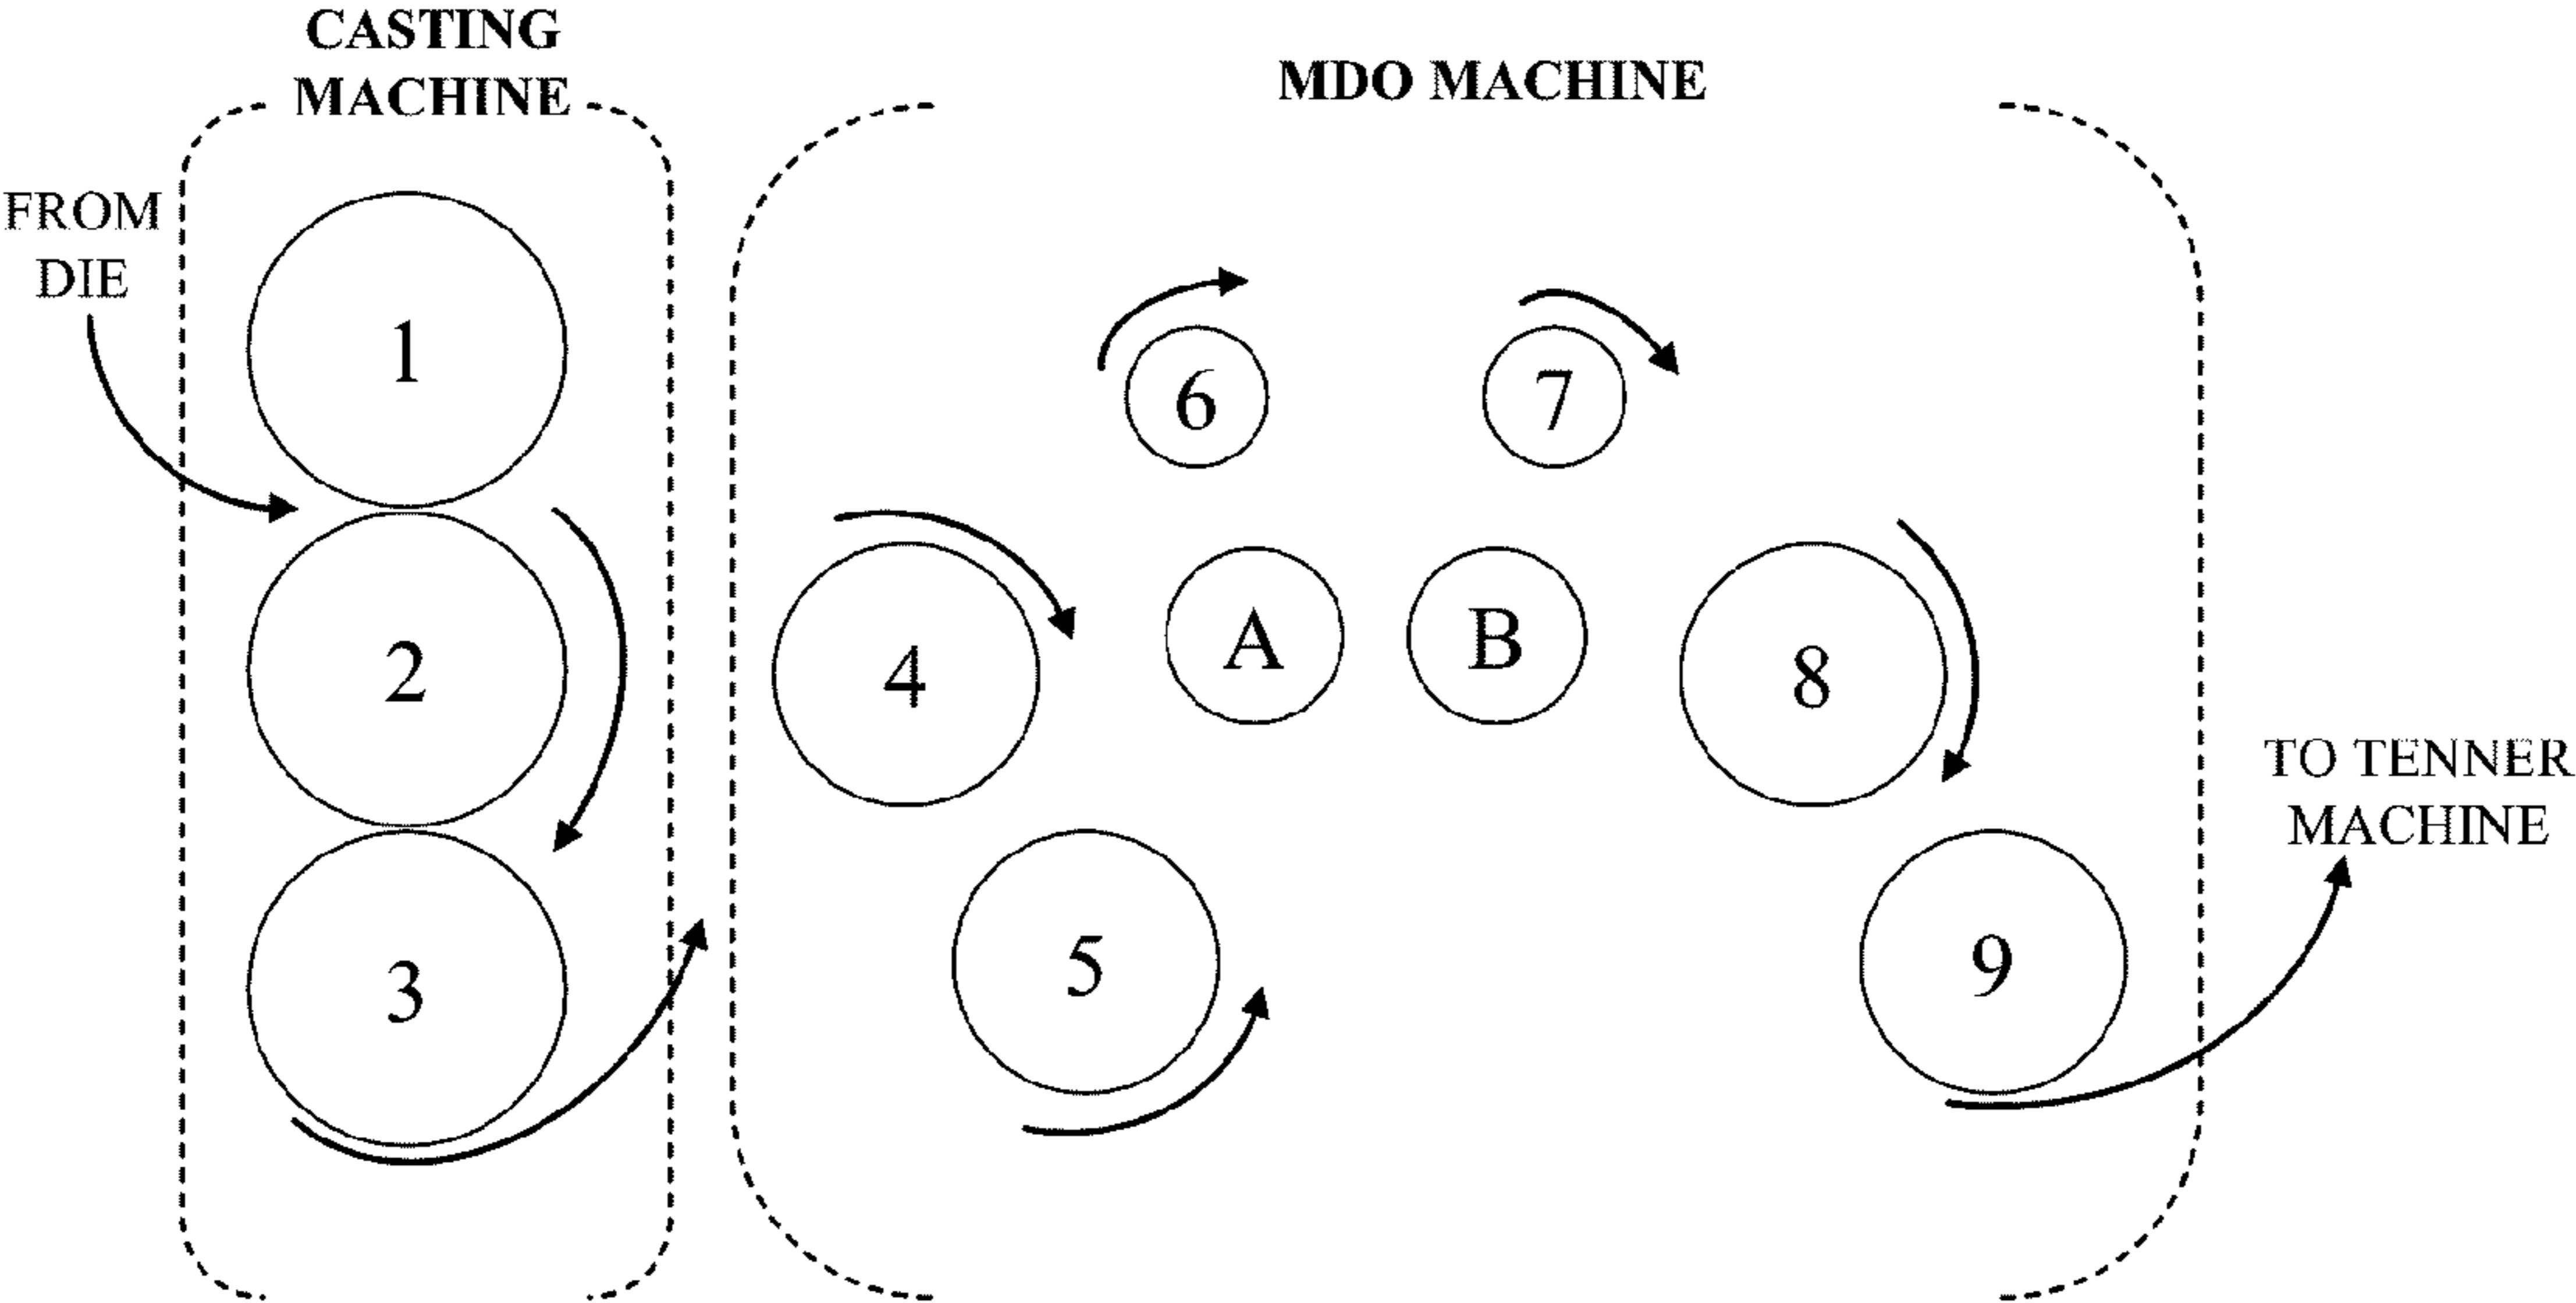 CASTING
MACHINE
MDO MACHINE
FROM
DIE
1
2
3
4
5
6
7
A
B
8
9
TO TENNER
MACHINE